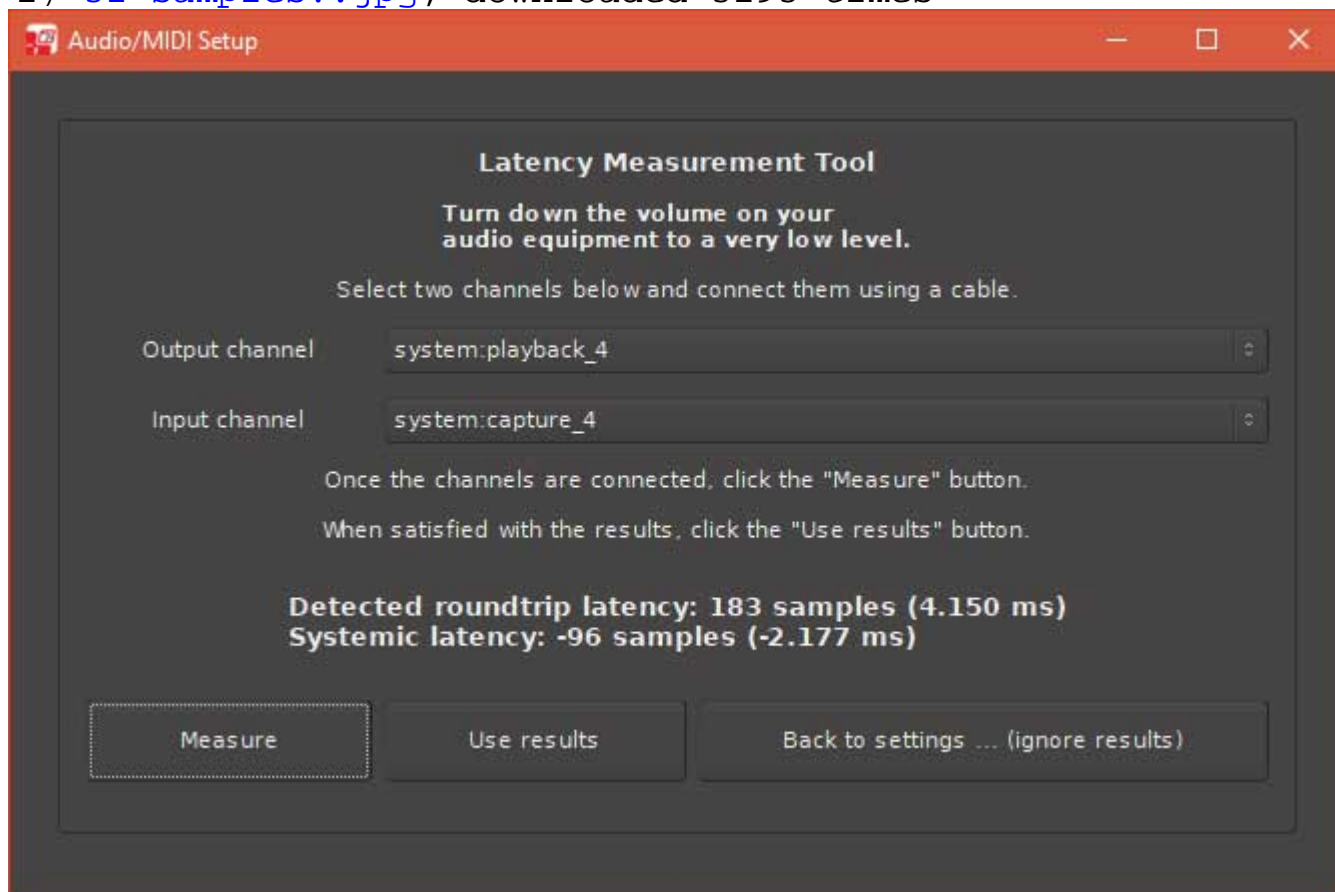 Audio/MIDI Setup
Latency Measurement Tool
Turn down the volume on your
audio equipment to a very low level.
Select two channels below and connect them using a cable.
Output channel system:playback_4
Input channel system:capture_4
Once the channels are connected, click the "Measure" button.
When satisfied with the results, click the "Use results" button.
Detected roundtrip latency: 183 samples (4.150 ms)
Systemic latency: -96 samples (-2.177 ms)
Measure Use results Back to settings ... (ignore results)